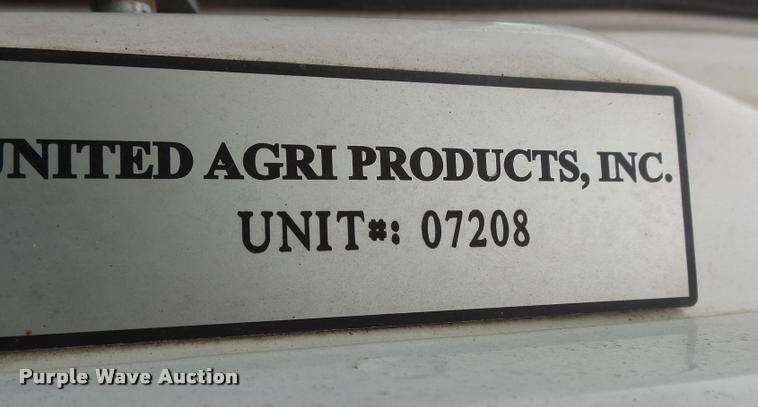 UNITED AGRI PRODUCTS, INC.
UNIT#: 07208
Purple Wave Auction